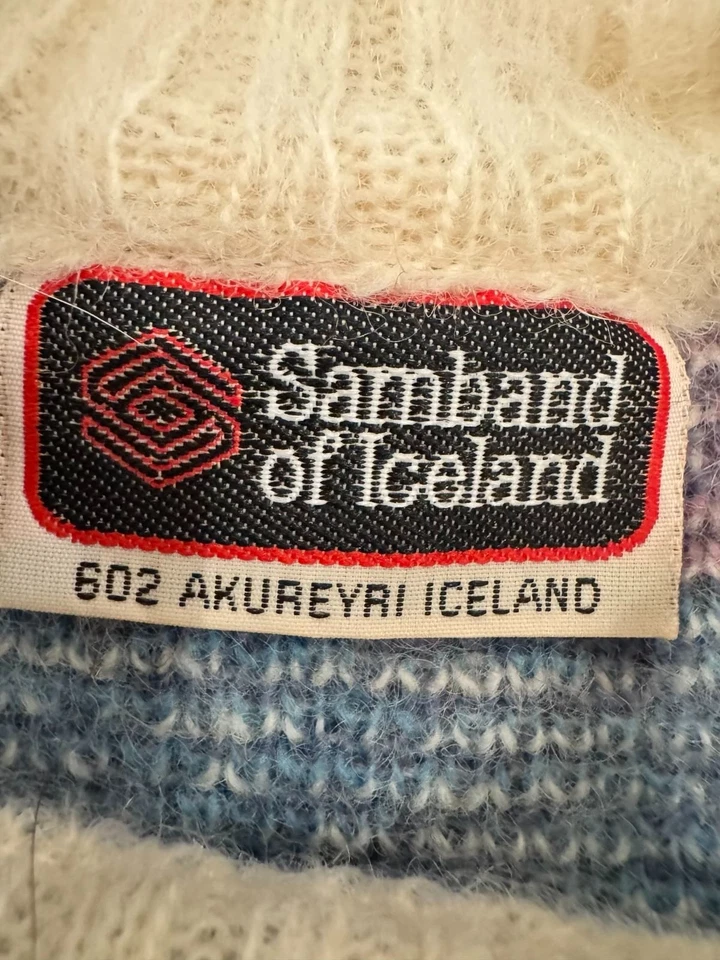 Samband
of Iceland
602 AKUREYRI ICELAND